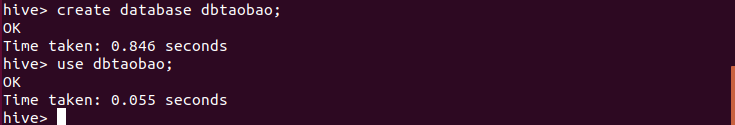 hive> create database dbtaobao;
OK
Time taken: 0.846 seconds
hive> use dbtaobao;
OK
Time taken: 0.055 seconds
hive>